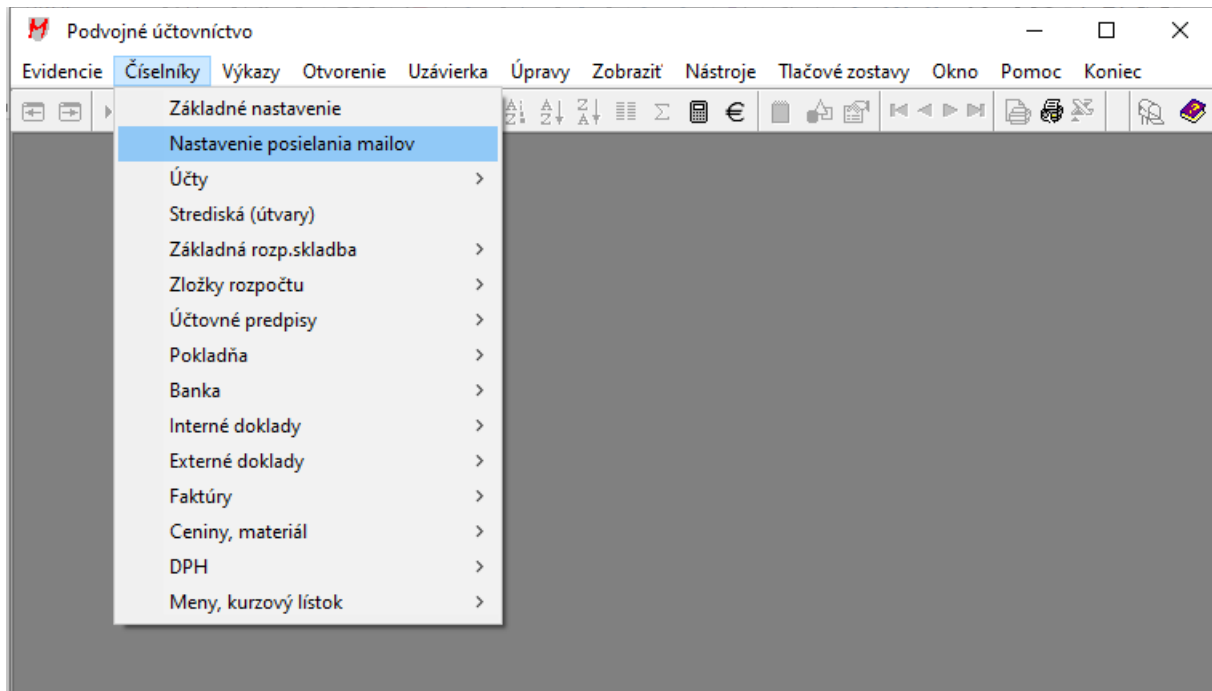 Podvojné účtovníctvo
Evidencie Číselníky Výkazy Otvorenie Uzávierka Úpravy Zobraziť Nástroje Tlačové zostavy Okno Pomoc Koniec
Základné nastavenie
Nastavenie posielania mailov
Účty
Strediská (útvary)
Základná rozp.skladba
Zložky rozpočtu
Účtovné predpisy
Pokladňa
Banka
Interné doklady
Externé doklady
Faktúry
Ceniny, materiál
DPH
Meny, kurzový lístok